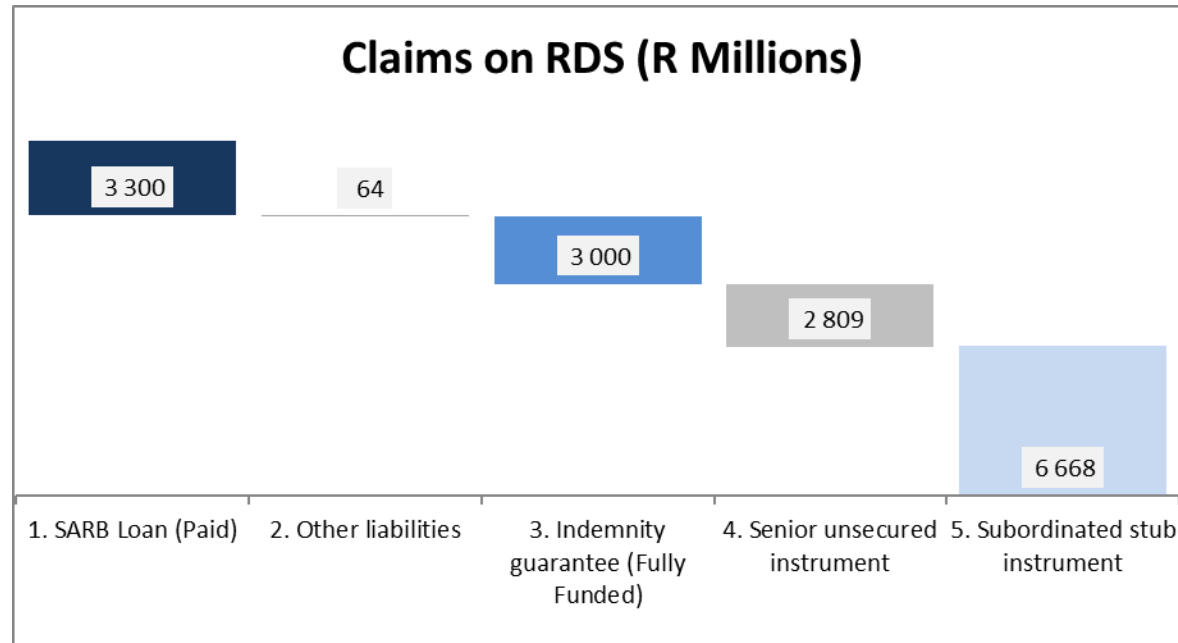 Claims on RDS (R Millions)
3 300
64
3 000
2 809
6 668
1. SARB Loan (Paid)
2. Other liabilities
3. Indemnity
guarantee (Fully
Funded)
4. Senior unsecured
instrument
5. Subordinated stub
instrument